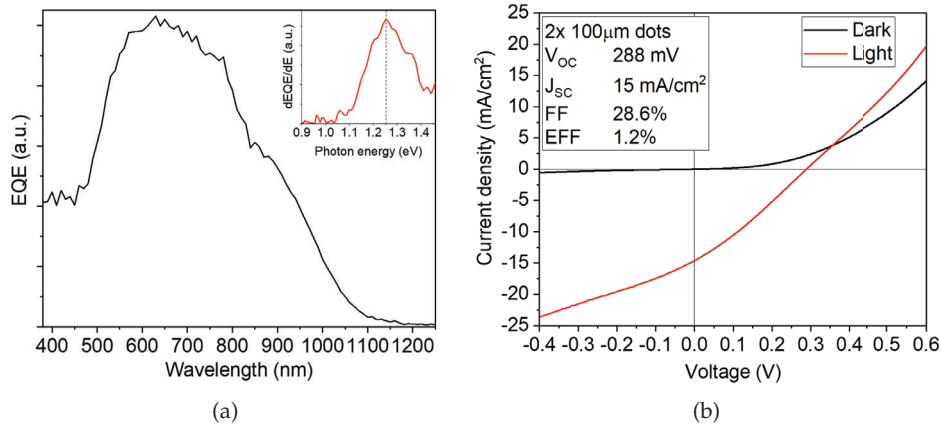 EQE (a.u.)
400 500 600 700 800 900 1000 1100 1200
Wavelength (nm)
dEQE/dE (a.u.)
0.9 1.0 1.1 1.2 1.3 1.4
Photon energy (eV)
(a)
Current density (mA/cm²)
25
20
15
10
5
0
-5
-10
-15
-20
-25
2x 100μm dots
V_OC 288 mV
J_SC 15 mA/cm²
FF 28.6%
EFF 1.2%
Dark
Light
-0.4 -0.3 -0.2 -0.1 0.0 0.1 0.2 0.3 0.4 0.5 0.6
Voltage (V)
(b)